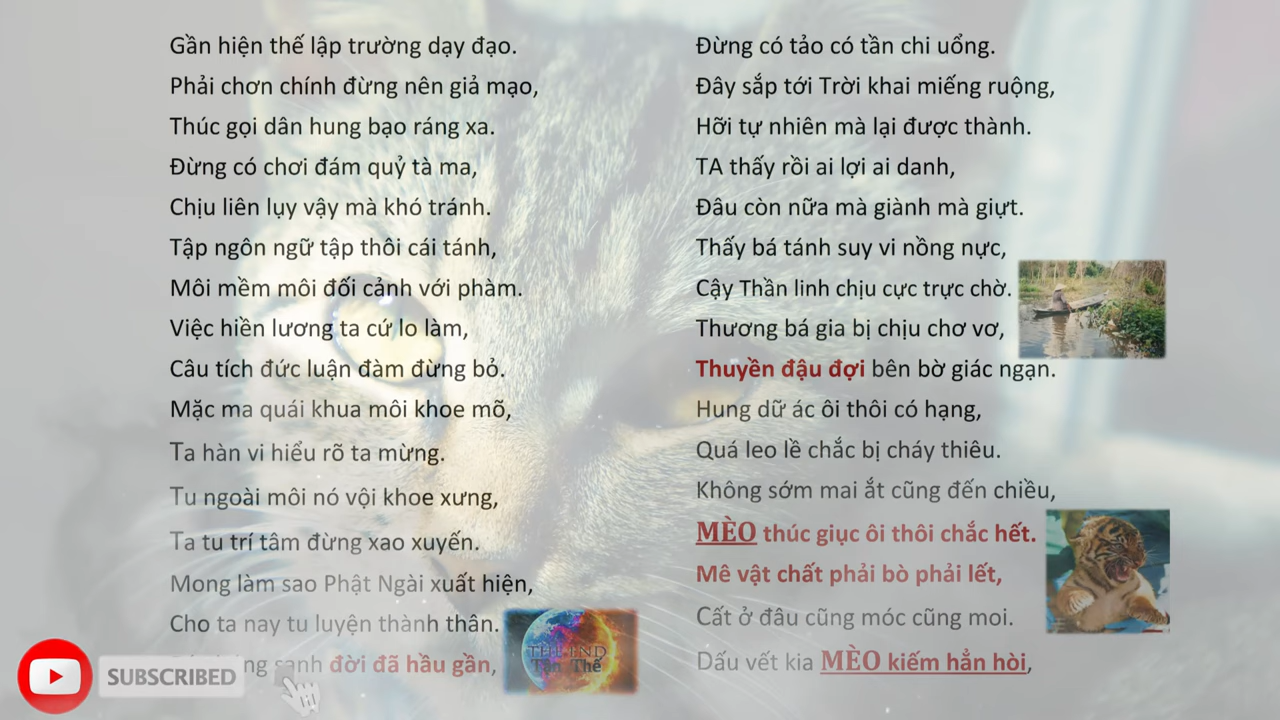 Gần hiện thế lập trường dạy đạo.
Phải chơn chính đừng nên giả mạo,
Thúc gọi dân hung bạo ráng xa.
Đừng có chơi đám quỷ tà ma,
Chịu liên lụy vậy mà khó tránh.
Tập ngôn ngữ tập thôi cái tánh,
Môi mềm môi đối cảnh với phàm.
Việc hiền lương ta cứ lo làm,
Câu tích đức luận đàm đừng bỏ.
Mặc ma quái khua môi khoe mõ,
Ta hàn vi hiểu rõ ta mừng.
Tu ngoài môi nó vội khoe xưng,
Ta tu trí tâm đừng xao xuyến.
Mong làm sao Phật Ngài xuất hiện,
Cho ta nay tu luyện thành thân.
sanh đời đã hầu gần,
THE END
Tận Thế
SUBSCRIBED
Đừng có tảo có tần chi uổng.
Đây sắp tới Trời khai miếng ruộng,
Hỡi tự nhiên mà lại được thành.
TA thấy rồi ai lợi ai danh,
Đâu còn nữa mà giành mà giựt.
Thấy bá tánh suy vi nồng nực,
Cậy Thần linh chịu cực trực chờ.
Thương bá gia bị chịu chơ vơ,
Thuyền đậu đợi bên bờ giác ngạn.
Hung dữ ác ôi thôi có hạng,
Quá leo lề chắc bị cháy thiêu.
Không sớm mai ắt cũng đến chiều,
MÈO thúc giục ôi thôi chắc hết.
Mê vật chất phải bò phải lết,
Cất ở đâu cũng móc cũng moi.
Dấu vết kia MÈO kiếm hẳn hòi,